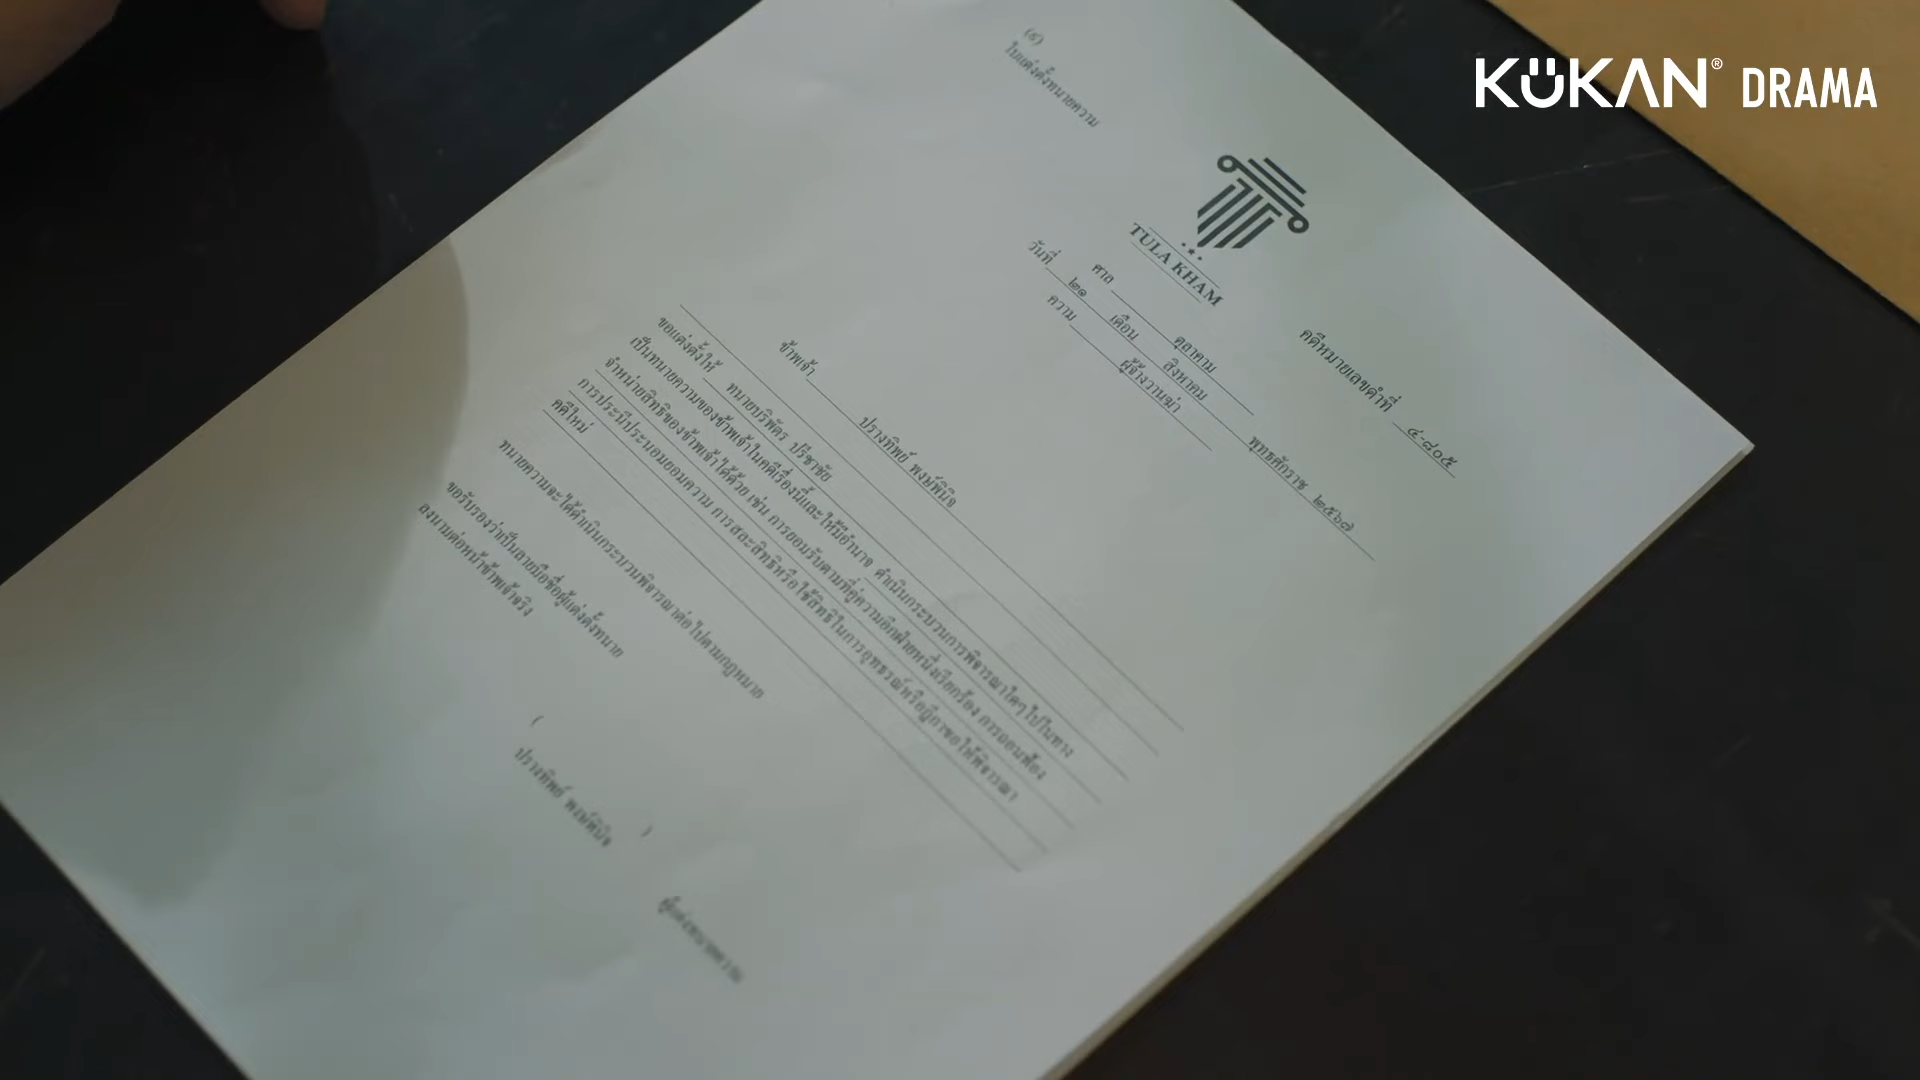 KÜKAN® DRAMA
(๕)
ใบแต่งตั้งทนายความ
TULA KHAM
คดีหมายเลขดำที่ ๕-๘๐๕
ศาล ตุลาคาม
วันที่ ๒๑ เดือน สิงหาคม พุทธศักราช ๒๕๖๗
ความ ผู้จ้างวานฆ่า
ข้าพเจ้า ปรางทิพย์ พงษ์พินิจ
ขอแต่งตั้งให้ ทนายบริพัตร ปรีชาชัย
เป็นทนายความของข้าพเจ้าในคดีเรื่องนี้และให้มีอำนาจ ดำเนินกระบวนการพิจารณาใดๆไปในทาง
จำหน่ายสิทธิของข้าพเจ้าได้ด้วย เช่น การยอมรับตามที่คู่ความอีกฝ่ายหนึ่งเรียกร้อง การถอนฟ้อง
การประนีประนอมยอมความ การสละสิทธิหรือใช้สิทธิในการอุทธรณ์หรือฎีกาขอให้พิจารณา
คดีใหม่
ทนายความจะได้ดำเนินกระบวนพิจารณาต่อไปตามกฎหมาย
ขอรับรองว่าเป็นลายมือชื่อผู้แต่งตั้งทนาย
ลงนามต่อหน้าข้าพเจ้าจริง
( )
ปรางทิพย์ พงษ์พินิจ
ผู้แต่งทนายความ